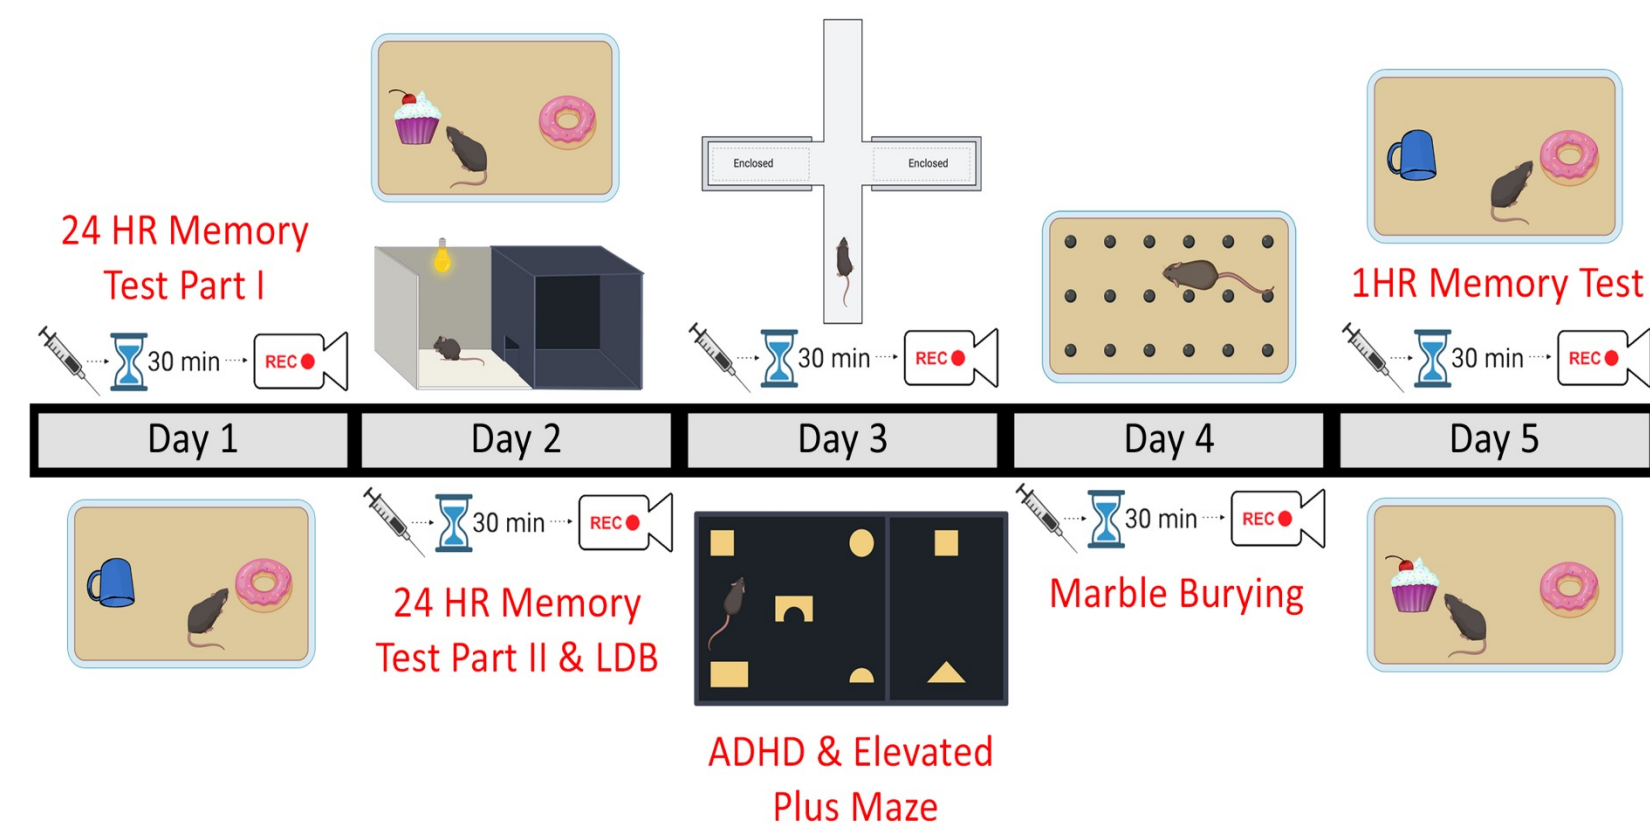 24 HR Memory
Test Part I
30 min
REC
Enclosed
Enclosed
30 min
REC
1HR Memory Test
30 min
REC
Day 1
Day 2
Day 3
Day 4
Day 5
30 min
REC
24 HR Memory
Test Part II & LDB
ADHD & Elevated
Plus Maze
30 min
REC
Marble Burying